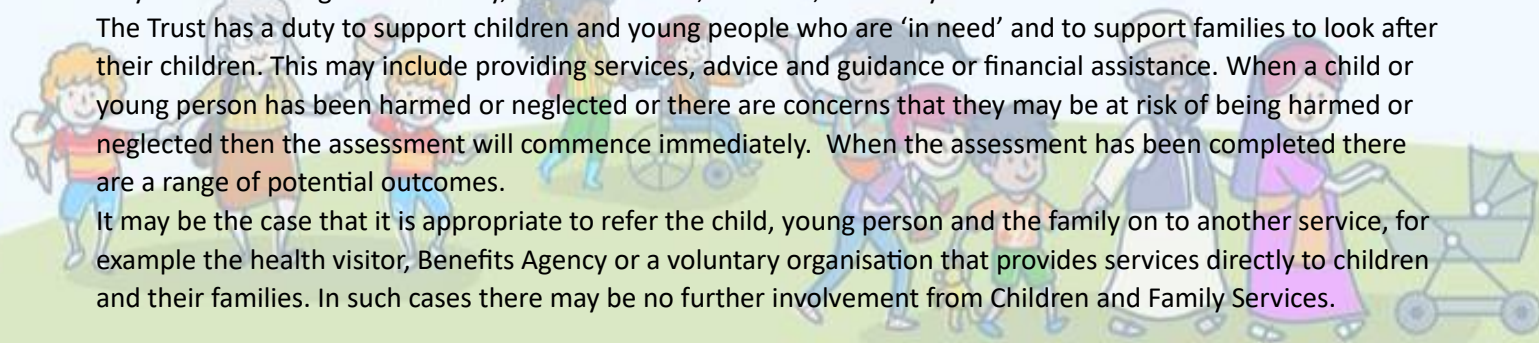 The Trust has a duty to support children and young people who are ‘in need’ and to support families to look after
their children. This may include providing services, advice and guidance or financial assistance. When a child or
young person has been harmed or neglected or there are concerns that they may be at risk of being harmed or
neglected then the assessment will commence immediately.  When the assessment has been completed there
are a range of potential outcomes.
It may be the case that it is appropriate to refer the child, young person and the family on to another service, for
example the health visitor, Benefits Agency or a voluntary organisation that provides services directly to children
and their families. In such cases there may be no further involvement from Children and Family Services.